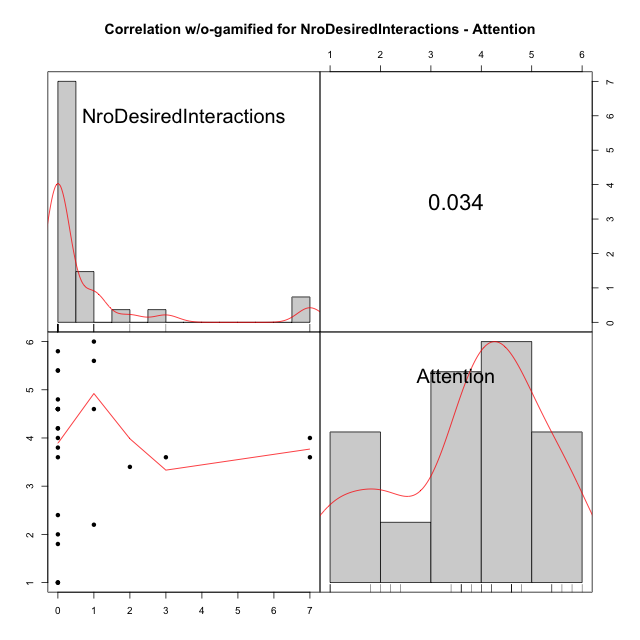 Correlation w/o-gamified for NroDesiredInteractions - Attention
1 2 3 4 5 6
NroDesiredInteractions
0.034
0 1 2 3 4 5 6 7
Attention
1 2 3 4 5 6
0 1 2 3 4 5 6 7